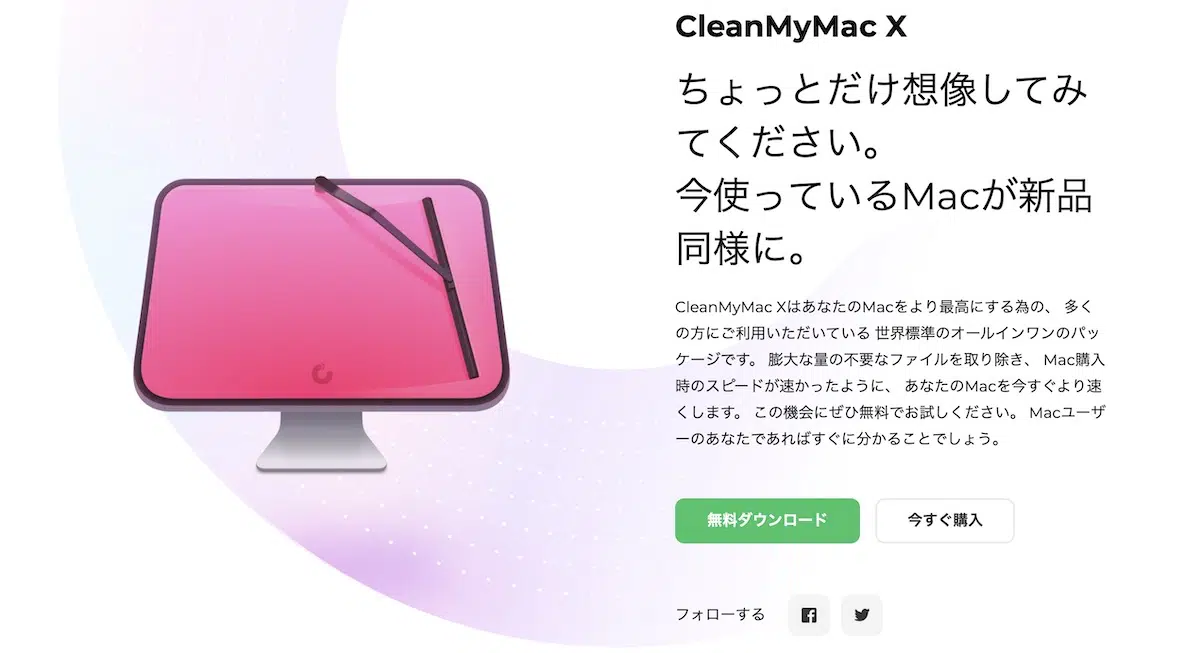 CleanMyMac X
ちょっとだけ想像してみ
てください。
今使っているMacが新品
同様に。
CleanMyMac XはあなたのMacをより最高にする為の、 多く
の方にご利用いただいている 世界標準のオールインワンのパッ
ケージです。 膨大な量の不要なファイルを取り除き、 Mac購入
時のスピードが速かったように、 あなたのMacを今すぐより速
くします。 この機会にぜひ無料でお試しください。 Macユーザ
ーのあなたであればすぐに分かることでしょう。
無料ダウンロード
今すぐ購入
フォローする